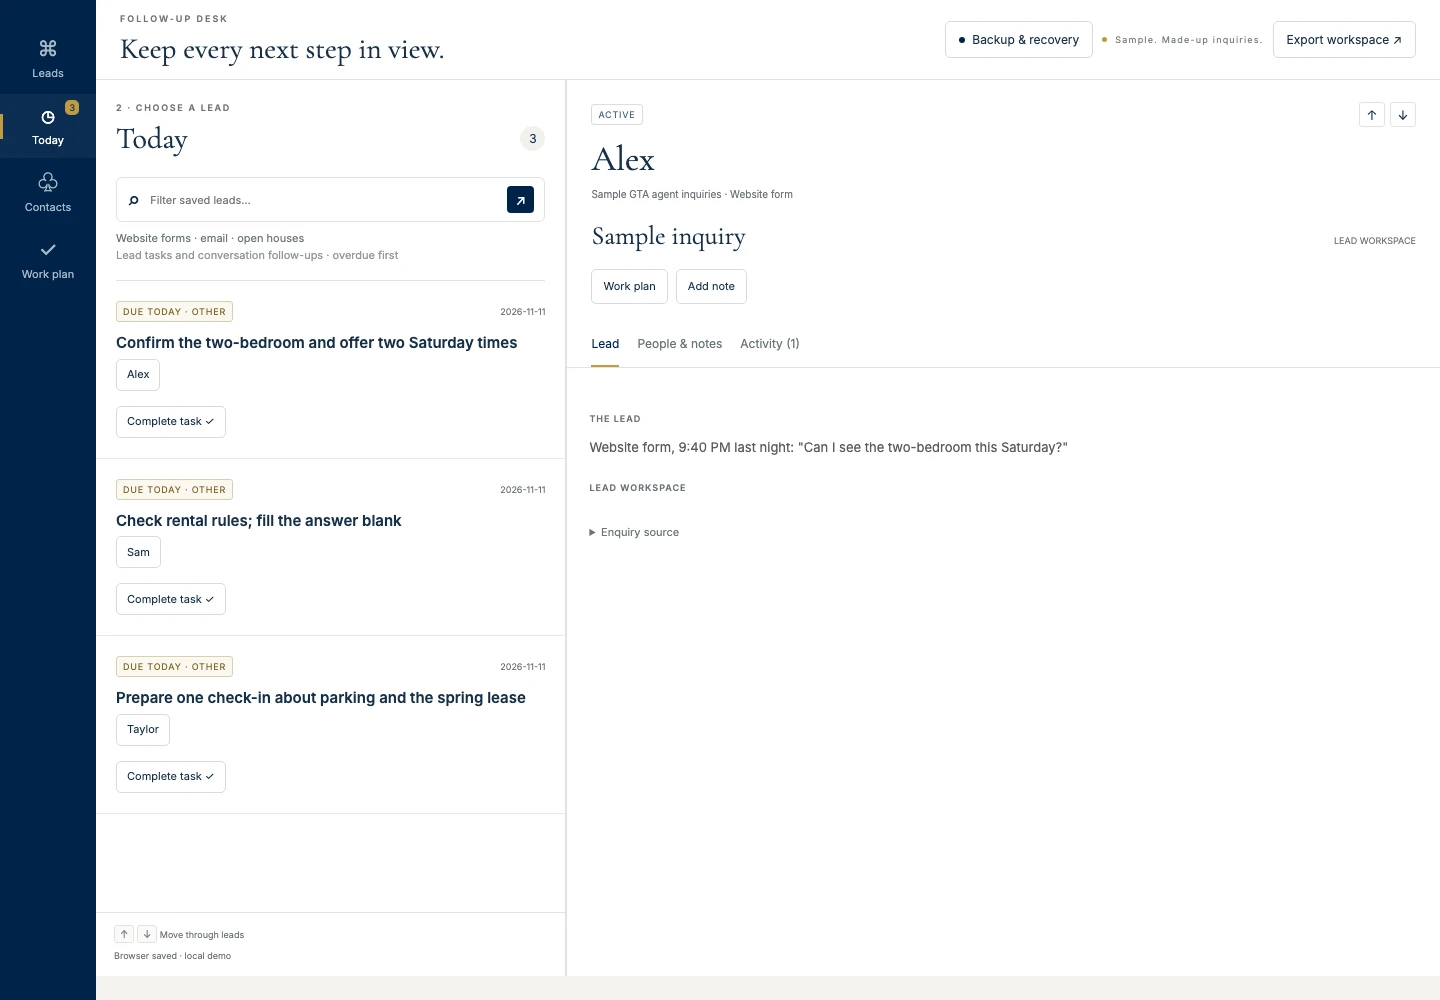 Leads
3
Today
Contacts
Work plan
FOLLOW-UP DESK
Keep every next step in view.
Backup & recovery
Sample. Made-up inquiries.
Export workspace ↗
2 · CHOOSE A LEAD
Today
3
Filter saved leads...
Website forms · email · open houses
Lead tasks and conversation follow-ups · overdue first
DUE TODAY · OTHER
2026-11-11
Confirm the two-bedroom and offer two Saturday times
Alex
Complete task ✓
DUE TODAY · OTHER
2026-11-11
Check rental rules; fill the answer blank
Sam
Complete task ✓
DUE TODAY · OTHER
2026-11-11
Prepare one check-in about parking and the spring lease
Taylor
Complete task ✓
↑ ↓ Move through leads
Browser saved · local demo
ACTIVE
↑ ↓
Alex
Sample GTA agent inquiries · Website form
Sample inquiry
LEAD WORKSPACE
Work plan
Add note
Lead
People & notes
Activity (1)
THE LEAD
Website form, 9:40 PM last night: "Can I see the two-bedroom this Saturday?"
LEAD WORKSPACE
Enquiry source